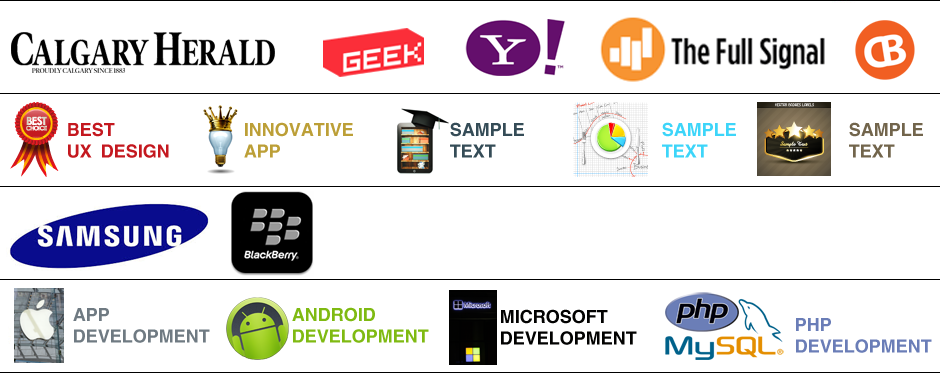 CALGARY HERALD
PROUDLY CALGARY SINCE 1883
GEEK
Y!™
The Full Signal
CB
BEST
CHOICE
BEST
UX DESIGN
INNOVATIVE
APP
SAMPLE
TEXT
SAMPLE
TEXT
VECTOR BADGES LABELS
Sample Text
SAMPLE
TEXT
SAMSUNG
BlackBerry
APP
DEVELOPMENT
ANDROID
DEVELOPMENT
Microsoft
MICROSOFT
DEVELOPMENT
php
MySQL®
PHP
DEVELOPMENT